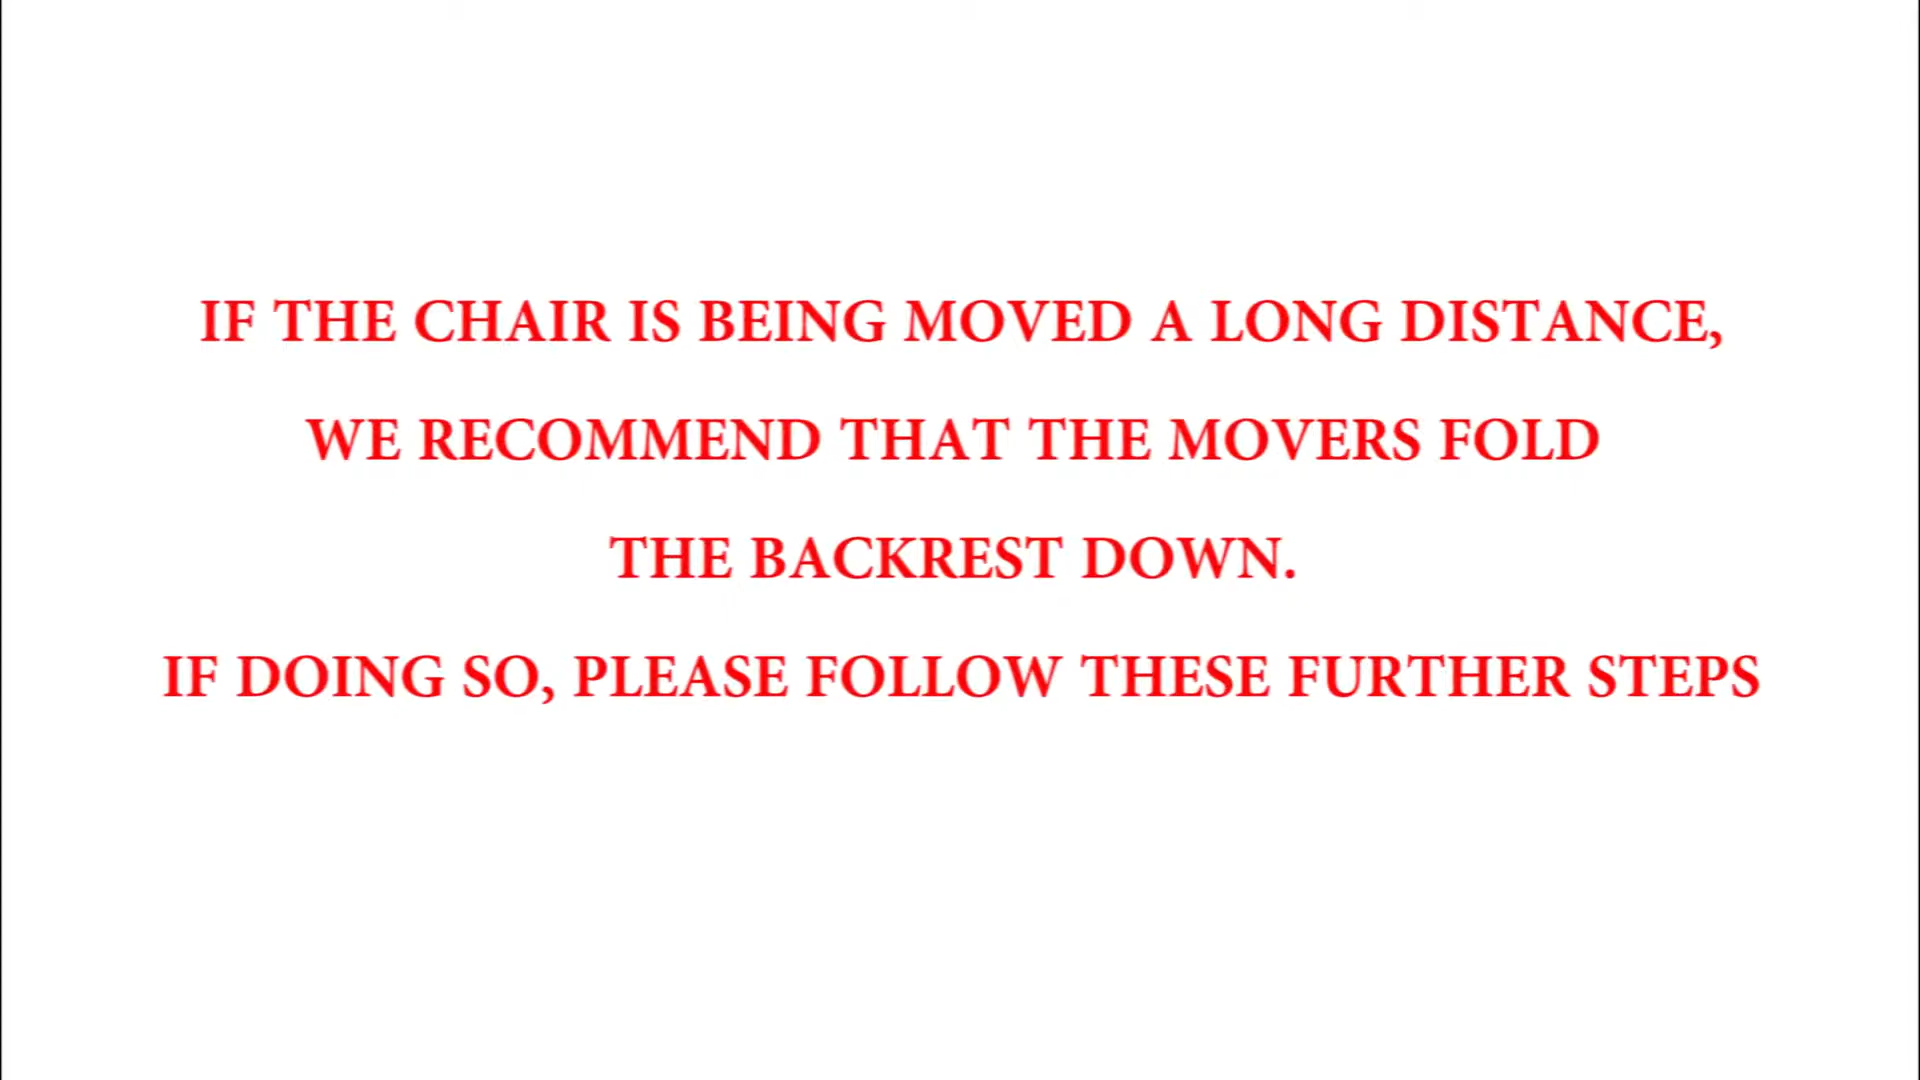 IF THE CHAIR IS BEING MOVED A LONG DISTANCE,
WE RECOMMEND THAT THE MOVERS FOLD
THE BACKREST DOWN.
IF DOING SO, PLEASE FOLLOW THESE FURTHER STEPS